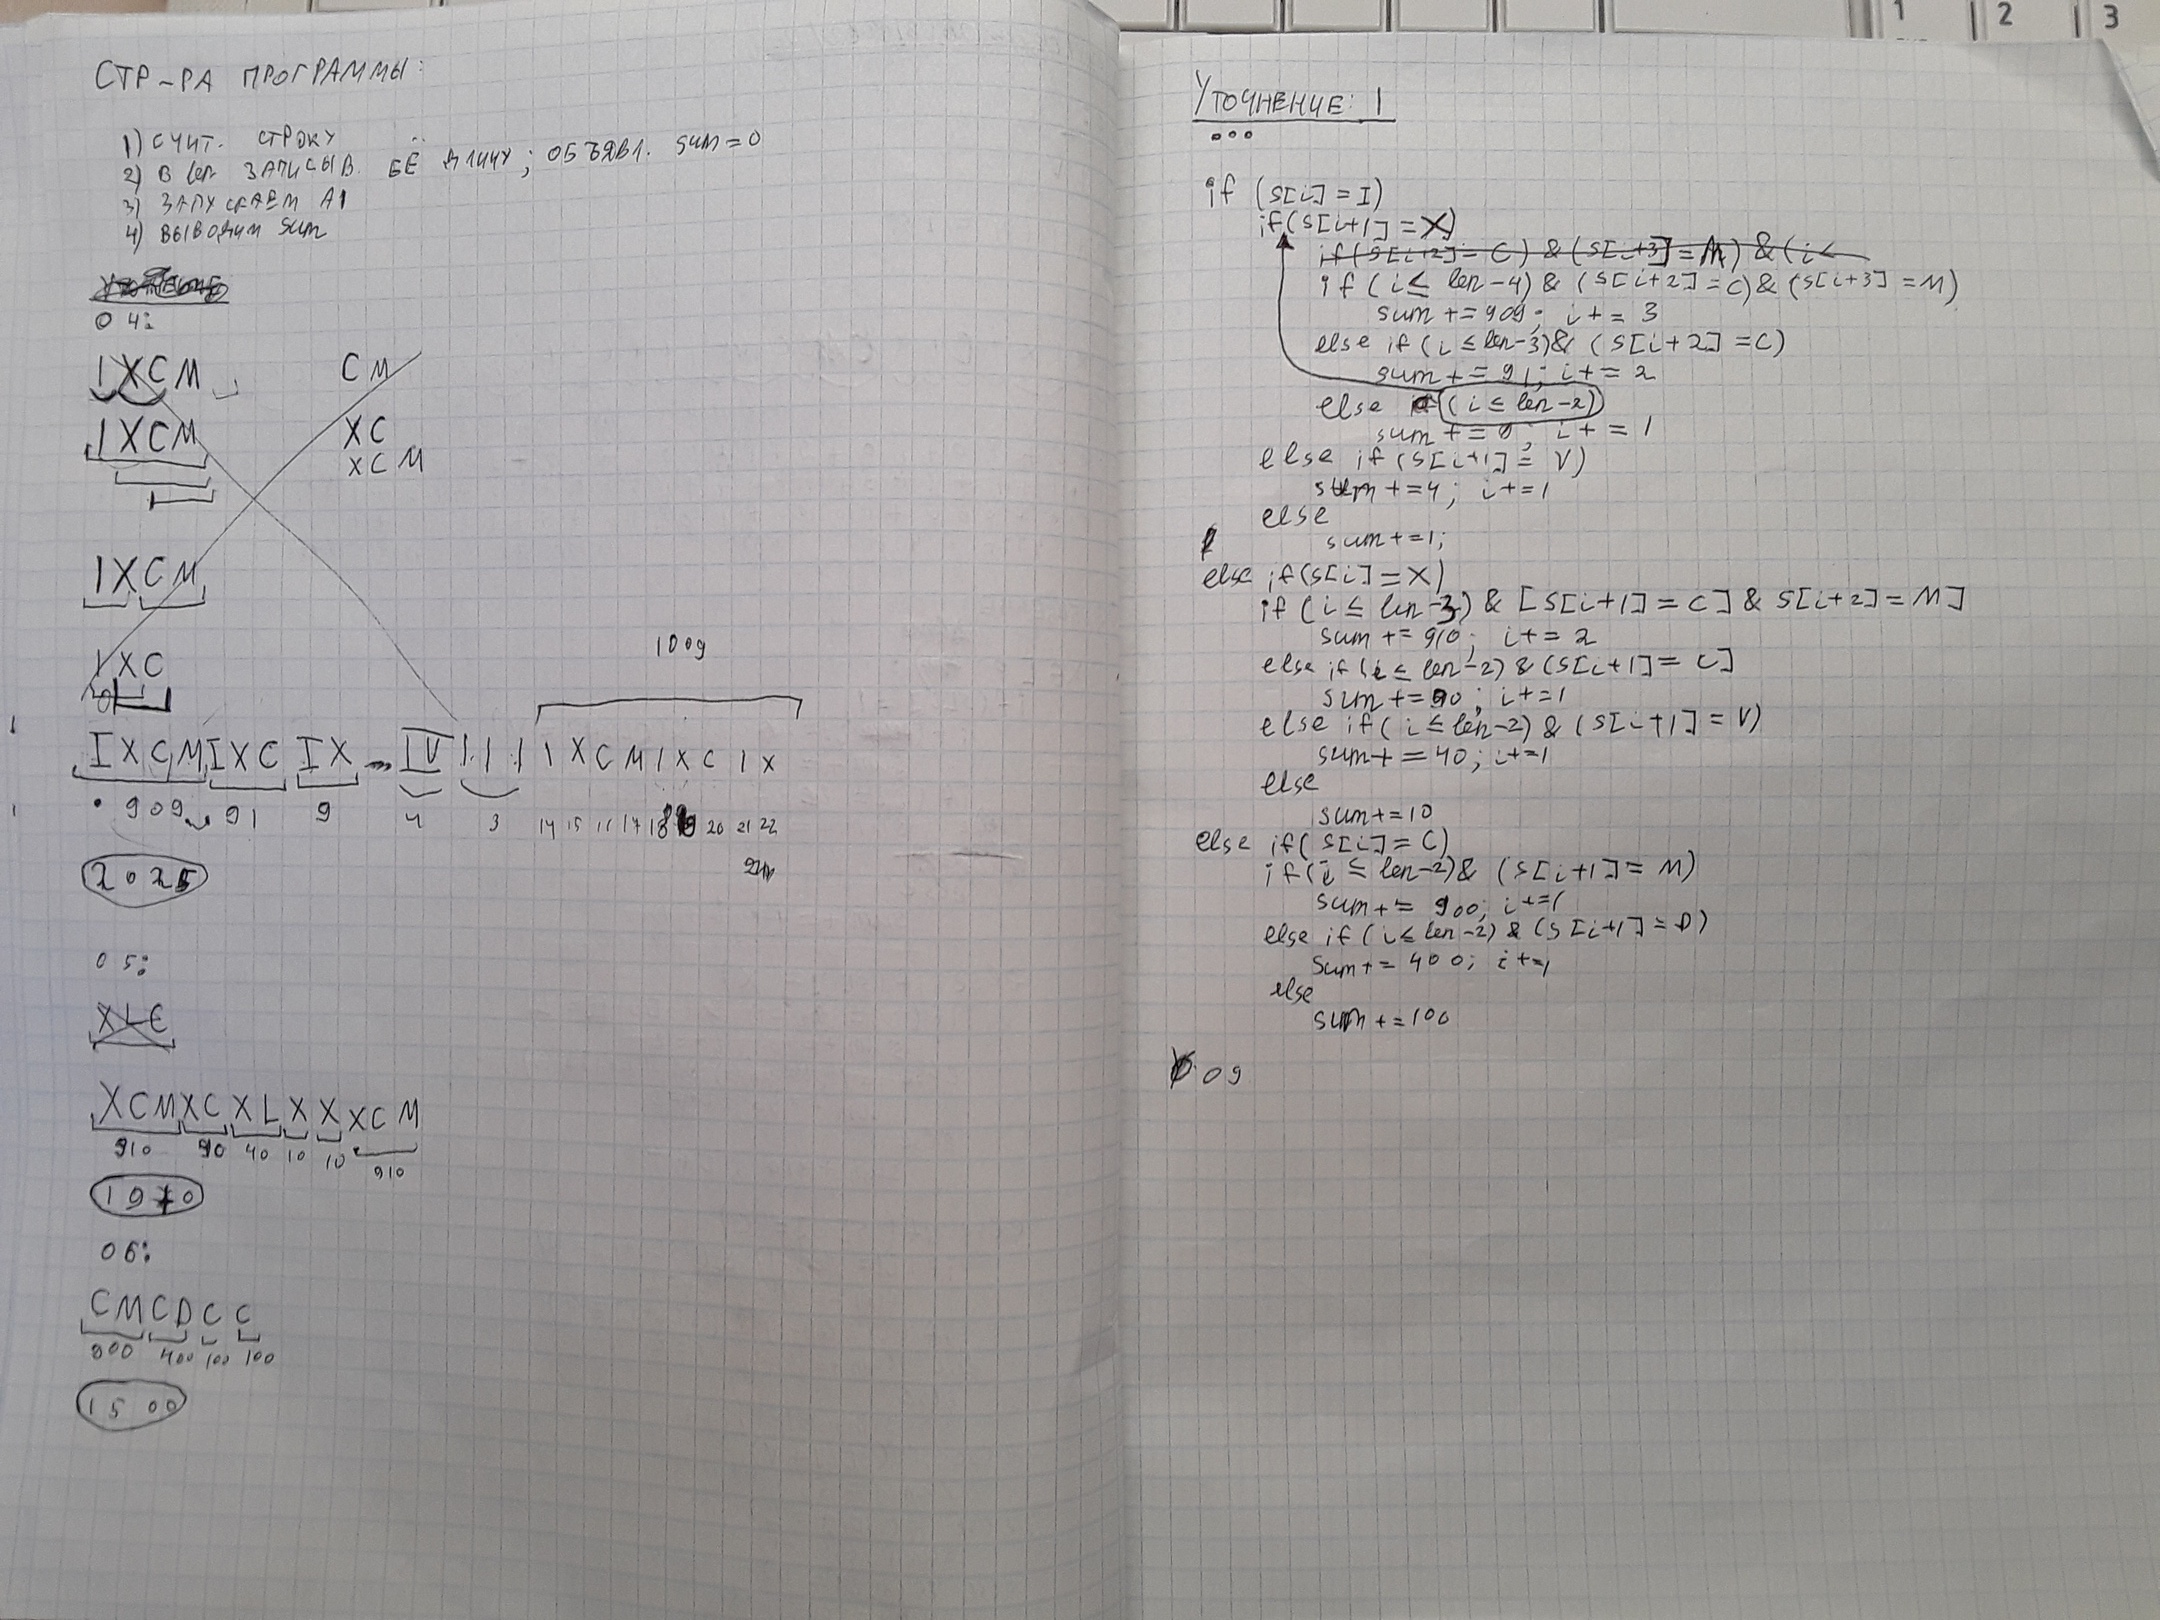 СТР-РА ПРОГРАММЫ:
1) СЧИТ. СТРОКУ
2) В len ЗАПИСЫВ. ЕЁ ДЛИНУ; ОБЪЯВЛ. sum=0
3) ЗАПУСКАЕМ А1
4) ВЫВОДИМ sum
04:
IXCM CM
IXCM XC
XCM
IXCM
IXC
1009
IXCM IXC IX IV I I I I X C M I X C I X
909 91 9 4 3 14 15 16 17 18 19 20 21 22
2025
05:
XLC
XCM XC XL X X XCM
910 90 40 10 10 910
1970
06:
CM CD C C
900 400 100 100
1500
УТОЧНЕНИЕ: 1
...
if (s[i] = I)
if (s[i+1] = X)
if (s[i+2] = C) & (s[i+3] = M) & (i <
if (i ≤ len-4) & (s[i+2] = C) & (s[i+3] = M)
sum += 909; i += 3
else if (i ≤ len-3) & (s[i+2] = C)
sum += 91; i += 2
else (i ≤ len-2)
sum += 9; i += 1
else if (s[i+1] = V)
sum += 4; i += 1
else
sum += 1;
else if (s[i] = X)
if (i ≤ len-3) & [s[i+1] = C] & s[i+2] = M]
sum += 910; i += 2
else if (i ≤ len-2) & (s[i+1] = C]
sum += 90; i += 1
else if (i ≤ len-2) & (s[i+1] = V)
sum += 40; i += 1
else
sum += 10
else if (s[i] = C)
if (i ≤ len-2) & (s[i+1] = M)
sum += 900; i += 1
else if (i ≤ len-2) & (s[i+1] = D)
sum += 400; i += 1
else
sum += 100
09
1 2 3